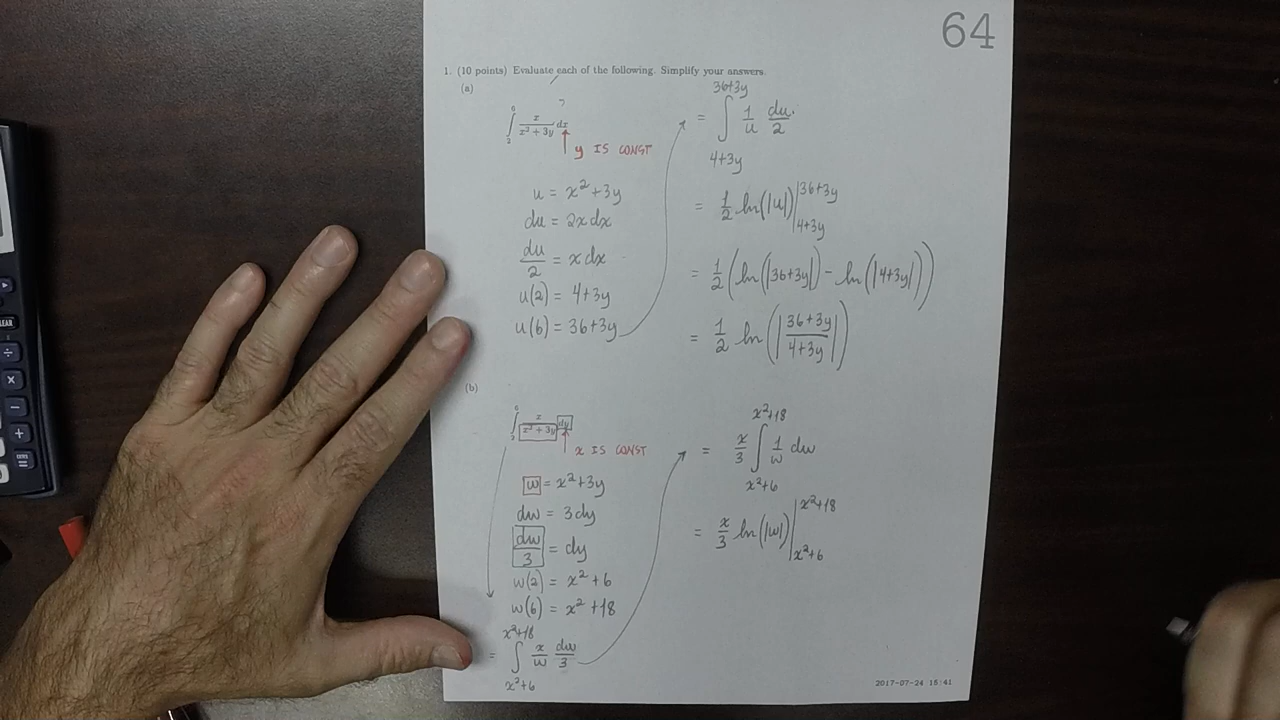 64
1. (10 points) Evaluate each of the following. Simplify your answers.
(a)
∫ x / (x² + 3y) dx
y IS CONST
u = x² + 3y
du = 2x dx
du/2 = x dx
u(2) = 4+3y
u(6) = 36+3y
= ∫_{4+3y}^{36+3y} 1/u du/2
= 1/2 ln(|u|) |_{4+3y}^{36+3y}
= 1/2 (ln(|36+3y|) - ln(|4+3y|))
= 1/2 ln(|(36+3y)/(4+3y)|)
(b)
∫ x / (x² + 3y) dy
x IS CONST
w = x² + 3y
dw = 3dy
dw/3 = dy
w(2) = x² + 6
w(6) = x² + 18
= ∫_{x²+6}^{x²+18} x/w dw/3
= x/3 ∫_{x²+6}^{x²+18} 1/w dw
= x/3 ln(|w|) |_{x²+6}^{x²+18}
2017-07-24 15:41
CLEAR
÷
×
−
+
=